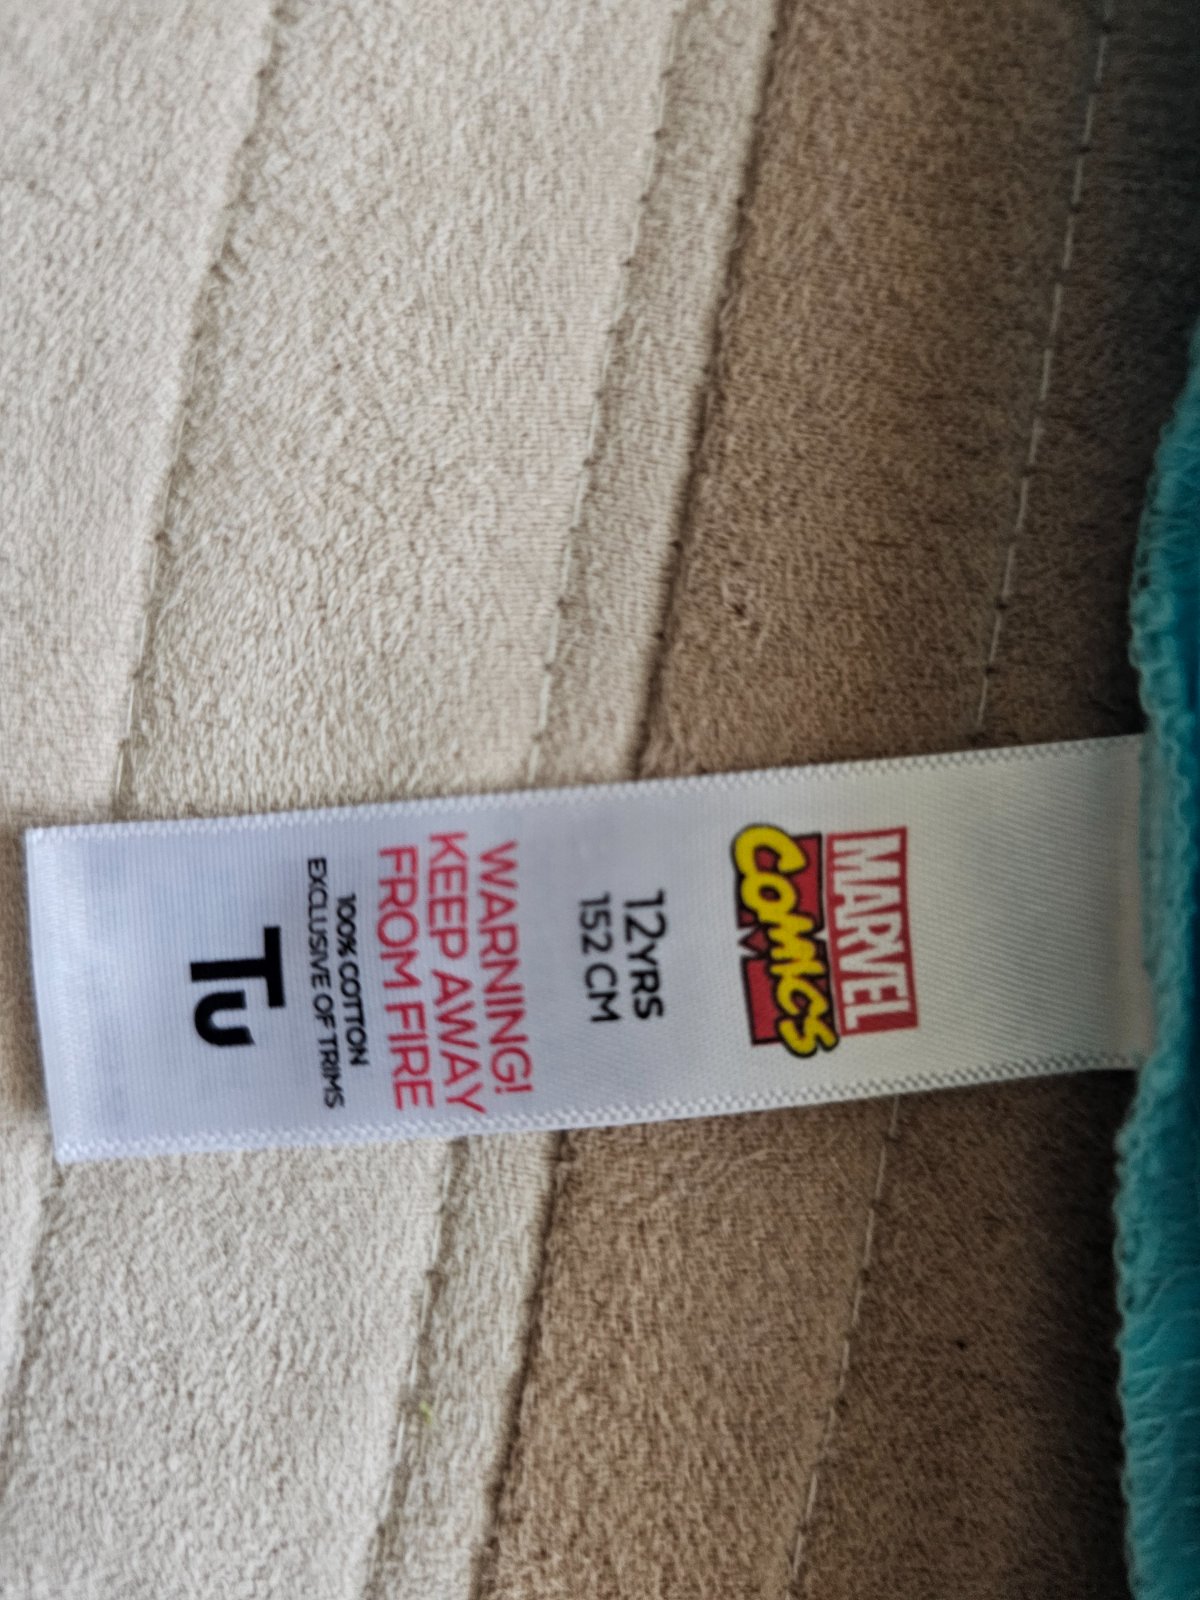 MARVEL
COMICS
12YRS
152 CM
WARNING!
KEEP AWAY
FROM FIRE
100% COTTON
EXCLUSIVE OF TRIMS
Tu